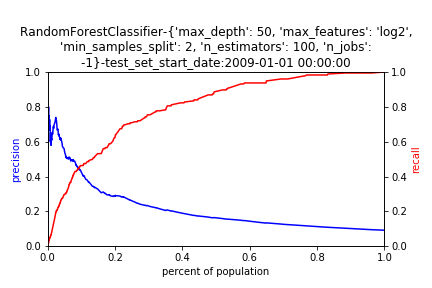 RandomForestClassifier-{'max_depth': 50, 'max_features': 'log2',
'min_samples_split': 2, 'n_estimators': 100, 'n_jobs':
-1}-test_set_start_date:2009-01-01 00:00:00
1.0 1.0
0.8 0.8
0.6 0.6
precision recall
0.4 0.4
0.2 0.2
0.0 0.0
0.0 0.2 0.4 0.6 0.8 1.0
percent of population